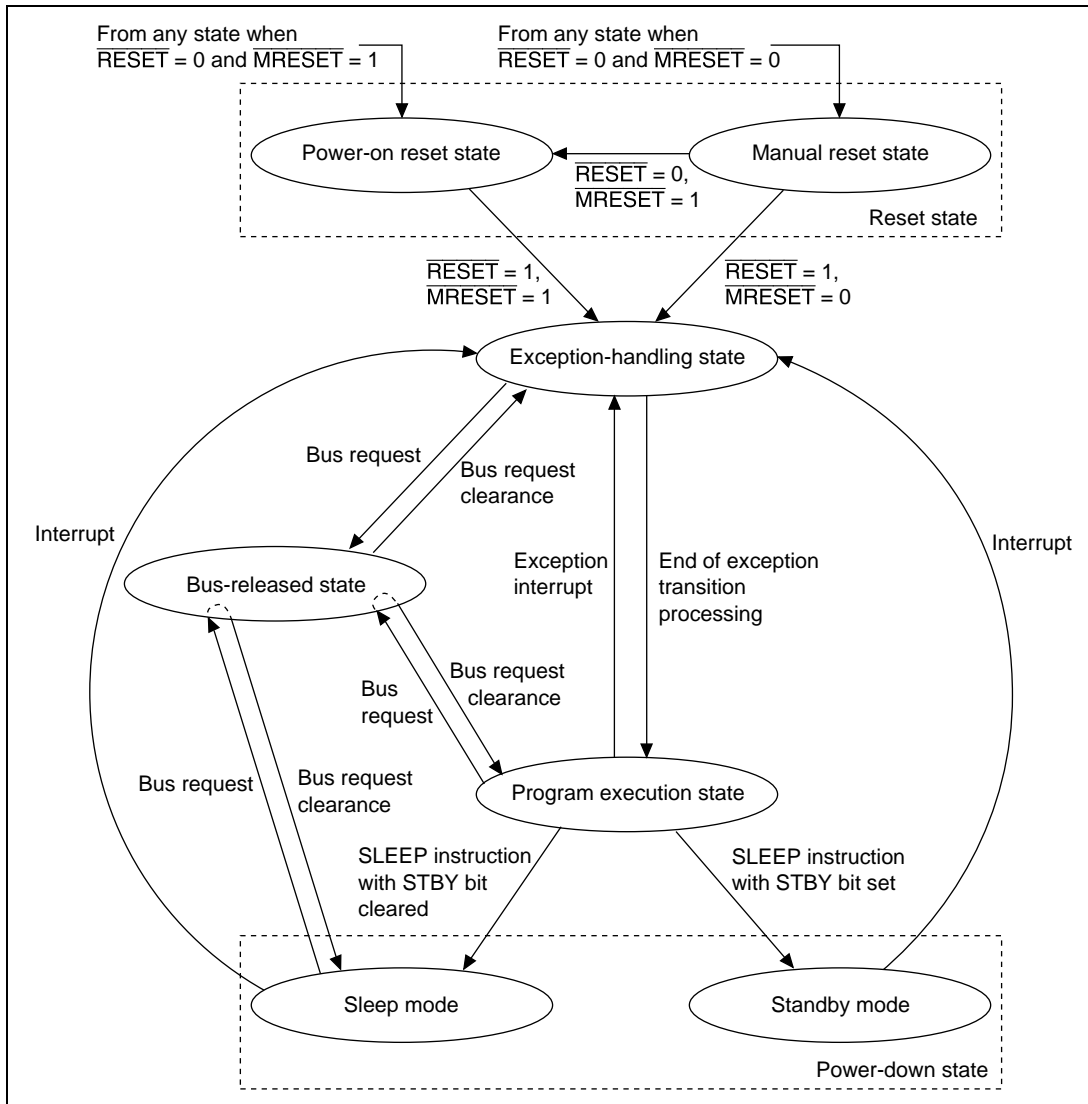 From any state when
RESET = 0 and MRESET = 1
From any state when
RESET = 0 and MRESET = 0
Power-on reset state
Manual reset state
RESET = 0,
MRESET = 1
Reset state
RESET = 1,
MRESET = 1
RESET = 1,
MRESET = 0
Exception-handling state
Bus request
Bus request
clearance
Interrupt
Exception
interrupt
End of exception
transition
processing
Interrupt
Bus-released state
Bus
request
Bus request
clearance
Bus request
Bus request
clearance
Program execution state
SLEEP instruction
with STBY bit
cleared
SLEEP instruction
with STBY bit set
Sleep mode
Standby mode
Power-down state